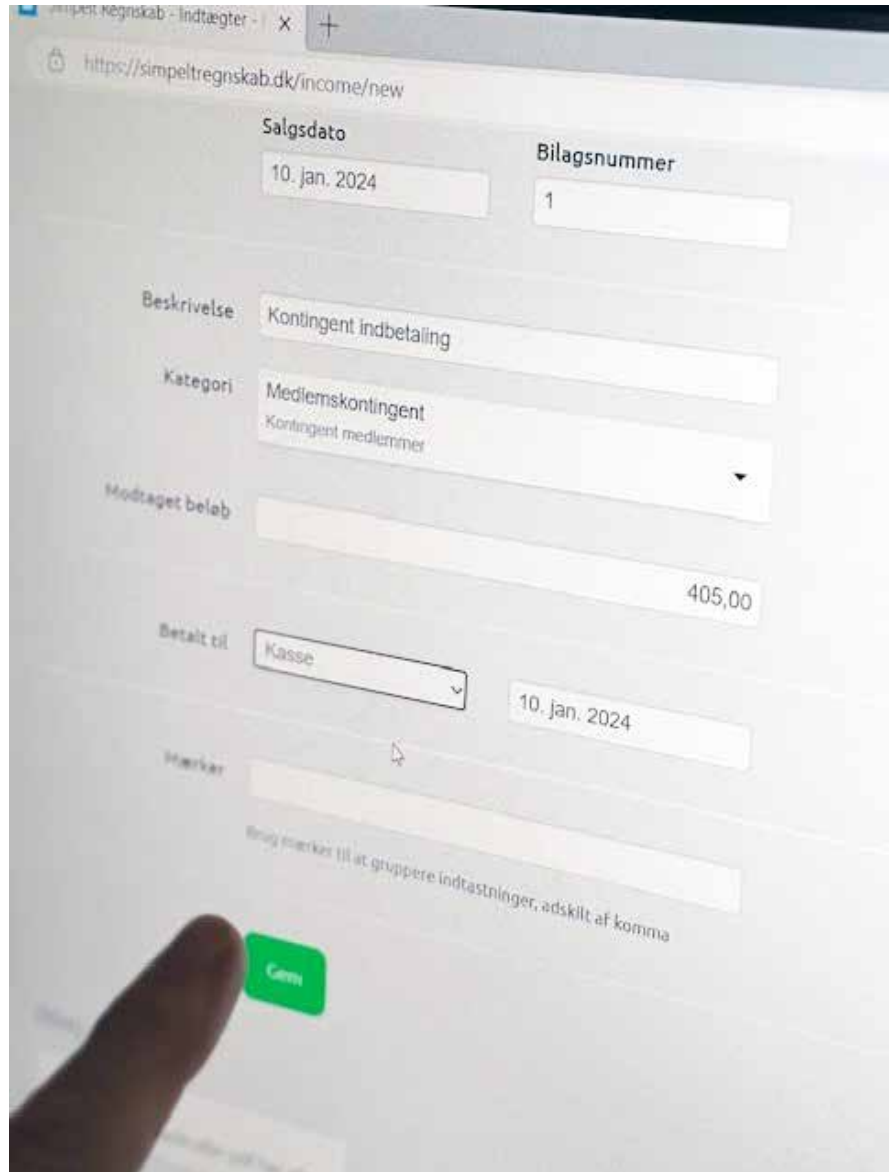 Simpelt Regnskab - Indtægter -
https://simpeltregnskab.dk/income/new
Salgsdato
Bilagsnummer
10. jan. 2024
1
Beskrivelse
Kontingent indbetaling
Kategori
Medlemskontingent
Kontingent medlemmer
Modtaget beløb
405,00
Betalt til
Kasse
10. jan. 2024
Mærker
Brug mærker til at gruppere indtastninger, adskilt af komma
Gem